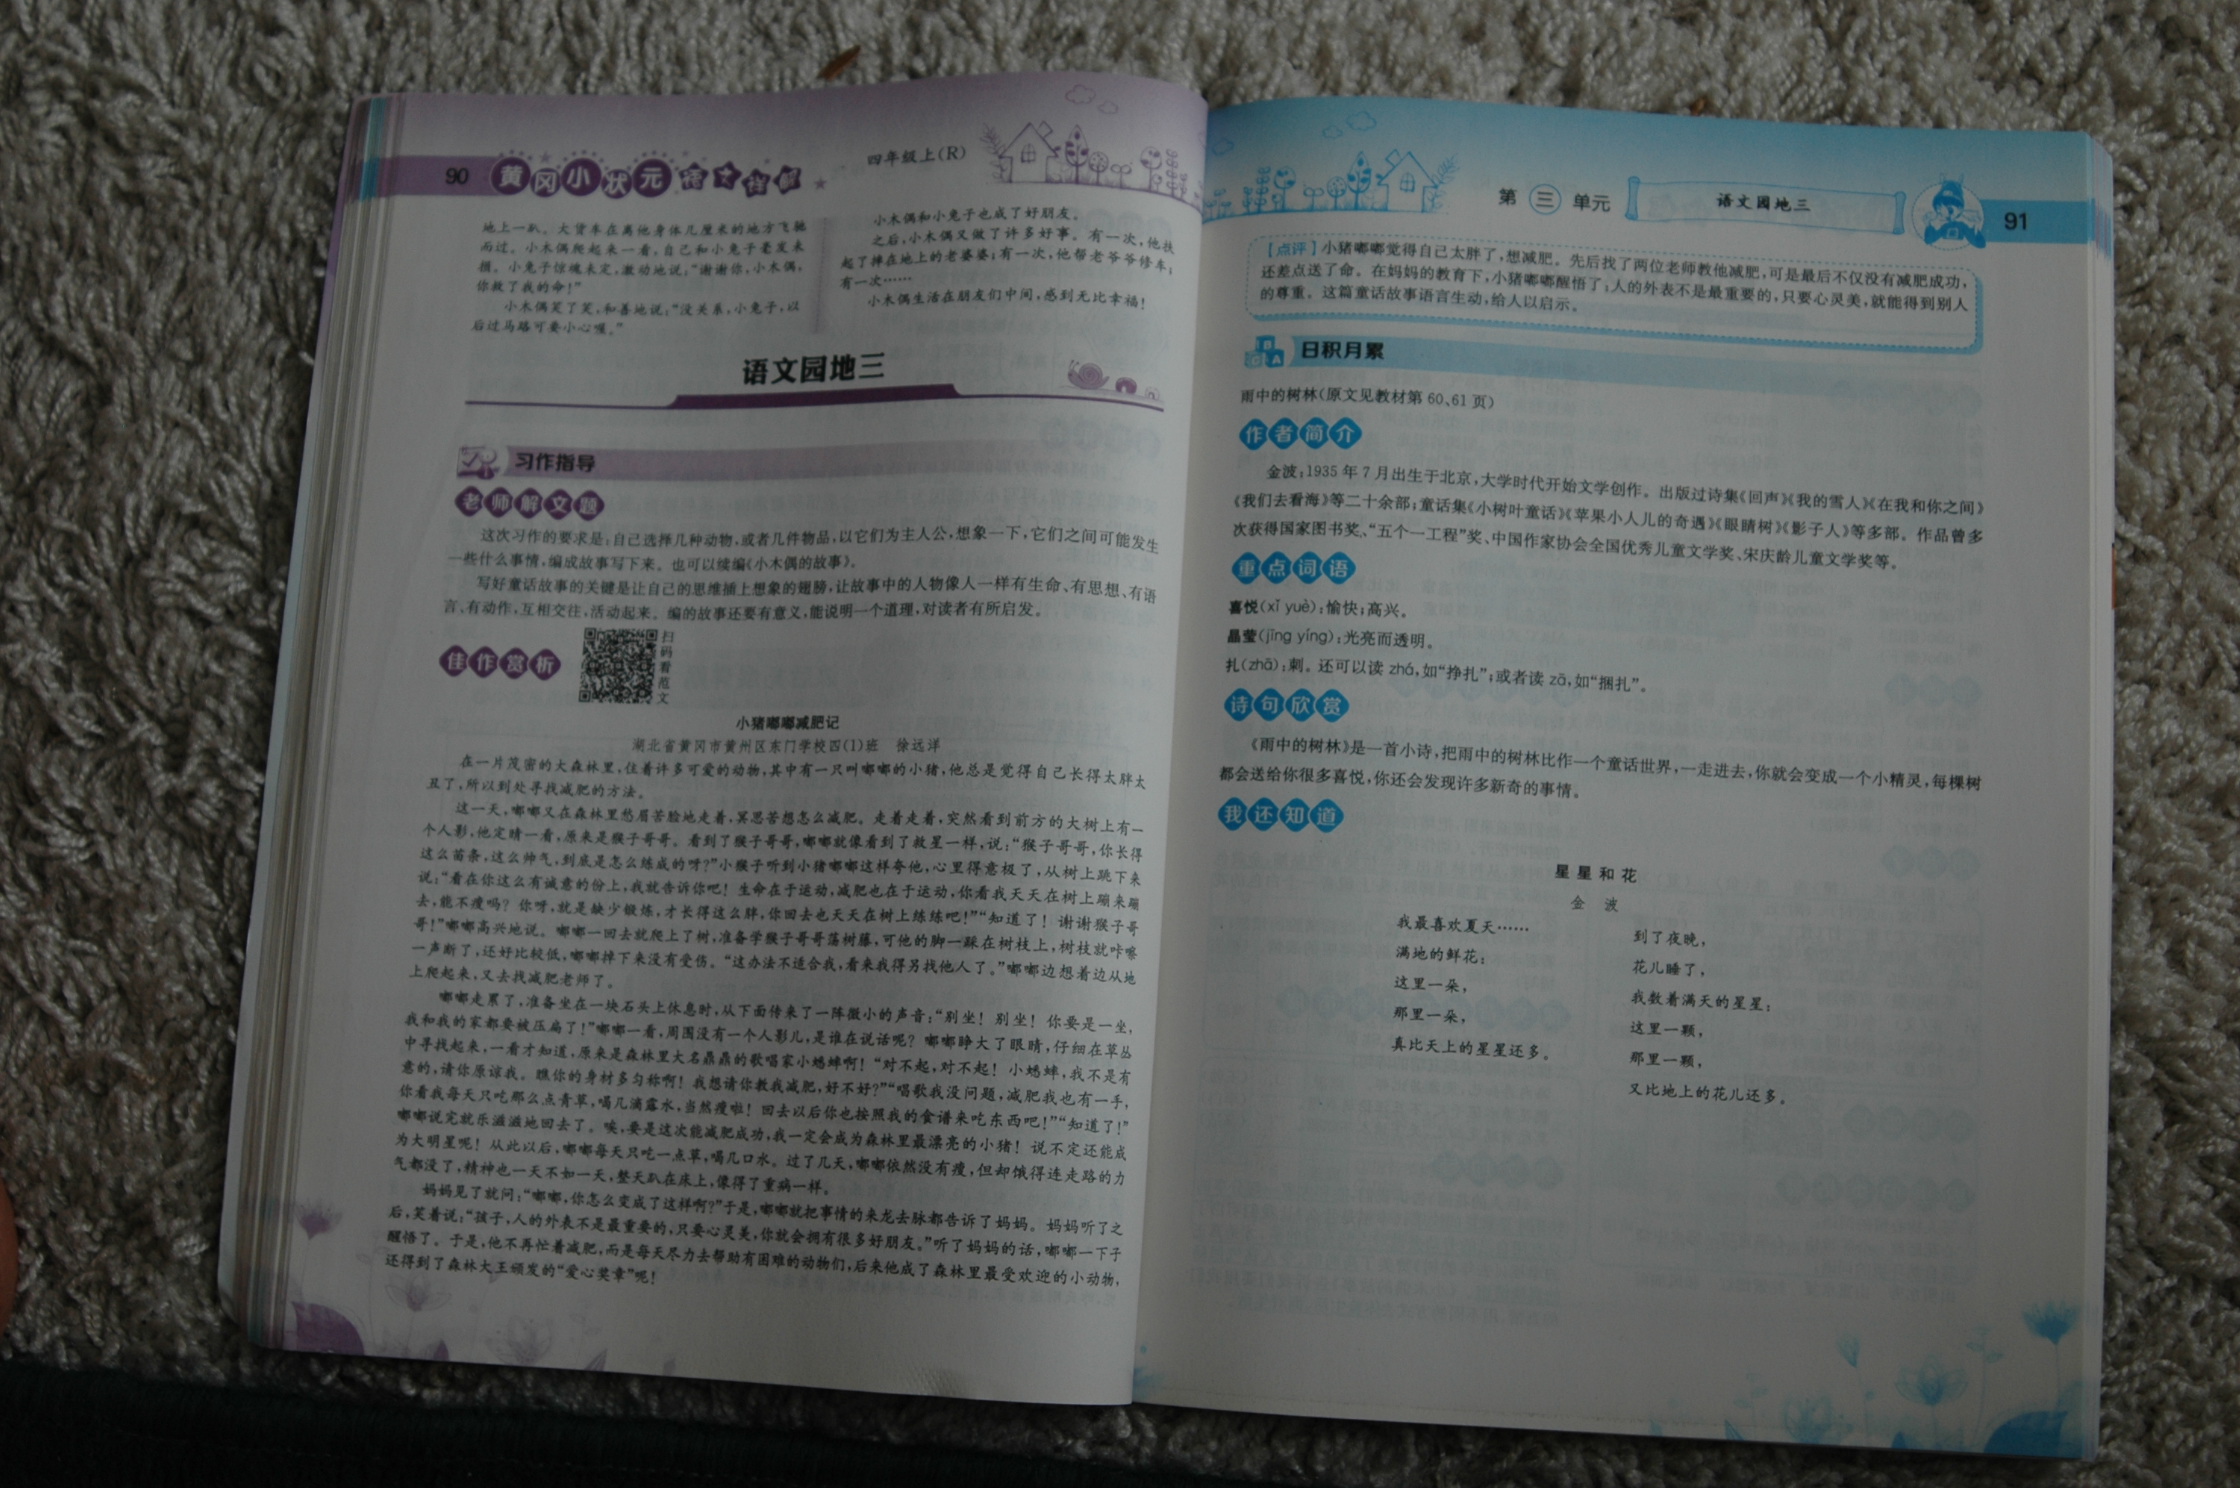 90
黄冈小状元
四年级上(R)
地上一趴。大货车在离他身体几厘米的地方飞驰
而过。小木偶爬起来一看,自己和小兔子毫发未
损。小兔子惊魂未定,激动地说:“谢谢你,小木偶,
你救了我的命!”
小木偶笑了笑,和善地说:“没关系,小兔子,以
后过马路可要小心哦。”
小木偶和小兔子也成了好朋友。
之后,小木偶又做了许多好事。有一次,他扶
起了摔在地上的老婆婆;有一次,他帮老爷爷修车;
有一次……
小木偶生活在朋友们中间,感到无比幸福!
语文园地三
习作指导
老师解文题
这次习作的要求是:自己选择几种动物,或者几件物品,以它们为主人公,想象一下,它们之间可能发生
一些什么事情,编成故事写下来。也可以续编《小木偶的故事》。
写好童话故事的关键是让自己的思维插上想象的翅膀,让故事中的人物像人一样有生命、有思想、有语
言、有动作,互相交往,活动起来。编的故事还要有意义,能说明一个道理,对读者有所启发。
佳作赏析
扫
码
看
范
文
小猪嘟嘟减肥记
湖北省黄冈市黄州区东门学校四(1)班 徐远洋
在一片茂密的大森林里,住着许多可爱的动物,其中有一只叫嘟嘟的小猪,他总是觉得自己长得太胖太
丑了,所以到处寻找减肥的方法。
这一天,嘟嘟又在森林里愁眉苦脸地走着,冥思苦想怎么减肥。走着走着,突然看到前方的大树上有一
个人影,他定睛一看,原来是猴子哥哥。看到了猴子哥哥,嘟嘟就像看到了救星一样,说:“猴子哥哥,你长得
这么苗条,这么帅气,到底是怎么练成的呀?”小猴子听到小猪嘟嘟这样夸他,心里得意极了,从树上跳下来
说:“看在你这么有诚意的份上,我就告诉你吧!生命在于运动,减肥也在于运动,你看我天天在树上蹦来蹦
去,能不瘦吗?你呀,就是缺少锻炼,才长得这么胖,你回去也天天在树上练练吧!”“知道了!谢谢猴子哥
哥!”嘟嘟高兴地说。嘟嘟一回去就爬上了树,准备学猴子哥哥荡树藤,可他的脚一踩在树枝上,树枝就咔嚓
一声断了,还好比较低,嘟嘟摔下来没有受伤。“这办法不适合我,看来我得另找他人了。”嘟嘟边想着边从地
上爬起来,又去找减肥老师了。
嘟嘟走累了,准备坐在一块石头上休息时,从下面传来了一阵微小的声音:“别坐!别坐!你要是一坐,
我和我的家都要被压扁了!”嘟嘟一看,周围没有一个人影儿,是谁在说话呢?嘟嘟睁大了眼睛,仔细在草丛
中寻找起来,一看才知道,原来是森林里大名鼎鼎的歌唱家小蟋蟀啊!“对不起,对不起!小蟋蟀,我不是有
意的,请你原谅我。瞧你的身材多匀称啊!我想请你教我减肥,好不好?”“唱歌我没问题,减肥我也有一手,
你看我每天只吃那么点青草,喝几滴露水,当然瘦啦!回去以后你也按照我的食谱来吃东西吧!”“知道了!”
嘟嘟说完就乐滋滋地回去了。咦,要是这次能减肥成功,我一定会成为森林里最漂亮的小猪!说不定还能成
为大明星呢!从此以后,嘟嘟每天只吃一点草,喝几口水。过了几天,嘟嘟依然没有瘦,但却饿得连走路的力
气都没了,精神也一天不如一天,整天趴在床上,像得了重病一样。
妈妈见了就问:“嘟嘟,你怎么变成了这样啊?”于是,嘟嘟就把事情的来龙去脉都告诉了妈妈。妈妈听了之
后,笑着说:“孩子,人的外表不是最重要的,只要心灵美,你就会拥有很多好朋友。”听了妈妈的话,嘟嘟一下子
醒悟了。于是,他不再忙着减肥,而是每天尽力去帮助有困难的动物们,后来他成了森林里最受欢迎的小动物,
还得到了森林大王颁发的“爱心奖章”呢!
第三单元
语文园地三
91
【点评】小猪嘟嘟觉得自己太胖了,想减肥。先后找了两位老师教他减肥,可是最后不仅没有减肥成功,
还差点送了命。在妈妈的教育下,小猪嘟嘟醒悟了:人的外表不是最重要的,只要心灵美,就能得到别人
的尊重。这篇童话故事语言生动,给人以启示。
日积月累
雨中的树林(原文见教材第60、61页)
作者简介
金波:1935年7月出生于北京,大学时代开始文学创作。出版过诗集《回声》《我的雪人》《在我和你之间》
《我们去看海》等二十余部;童话集《小树叶童话》《苹果小人儿的奇遇》《眼睛树》《影子人》等多部。作品曾多
次获得国家图书奖、“五个一工程”奖、中国作家协会全国优秀儿童文学奖、宋庆龄儿童文学奖等。
重点词语
喜悦(xǐ yuè):愉快;高兴。
晶莹(jīng yíng):光亮而透明。
扎(zhā):刺。还可以读 zhá,如“挣扎”;或者读 zā,如“捆扎”。
诗句欣赏
《雨中的树林》是一首小诗,把雨中的树林比作一个童话世界,一走进去,你就会变成一个小精灵,每棵树
都会送给你很多喜悦,你还会发现许多新奇的事情。
我还知道
星星和花
金 波
我最喜欢夏天……
满地的鲜花:
这里一朵,
那里一朵,
真比天上的星星还多。
到了夜晚,
花儿睡了,
我数着满天的星星:
这里一颗,
那里一颗,
又比地上的花儿还多。